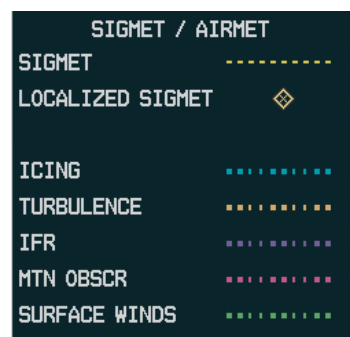 SIGMET / AIRMET
SIGMET
LOCALIZED SIGMET
ICING
TURBULENCE
IFR
MTN OBSCR
SURFACE WINDS